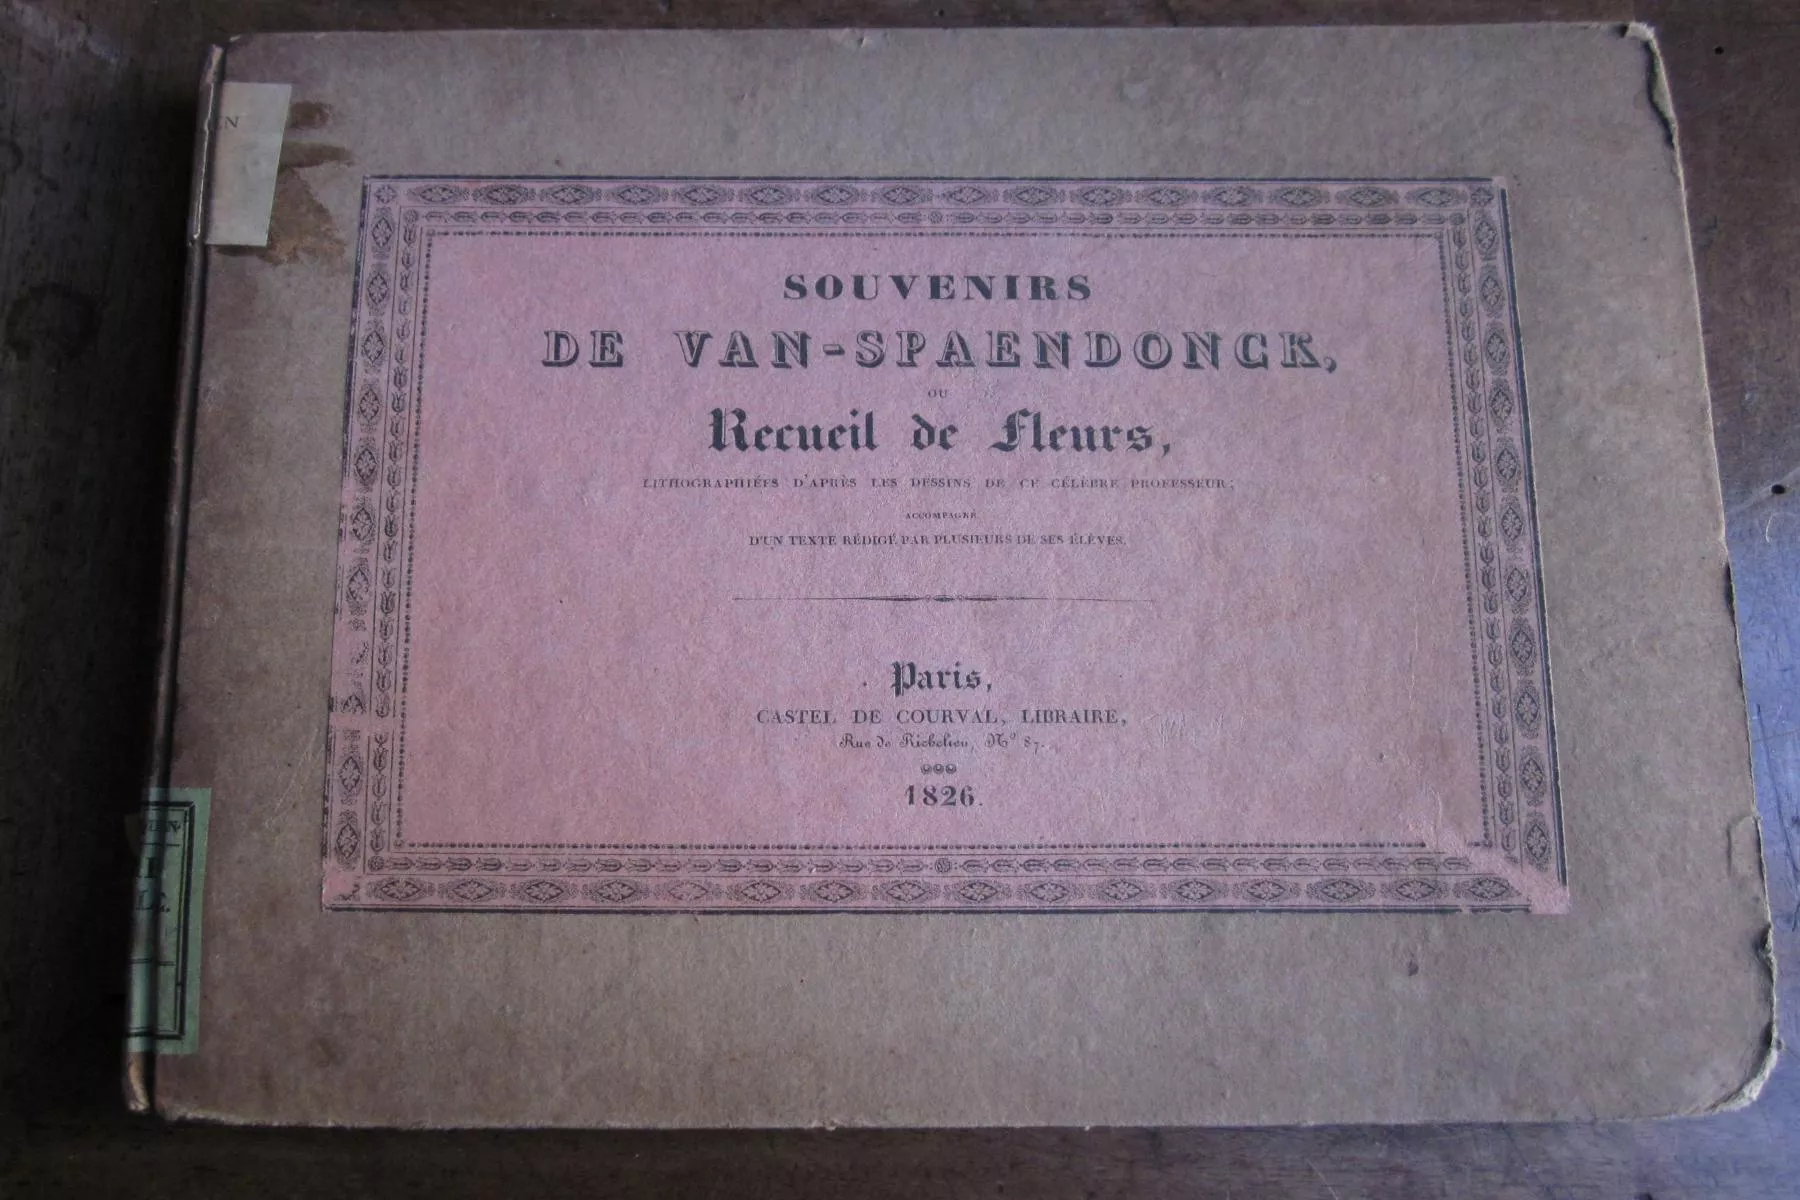 SOUVENIRS
DE VAN-SPAENDONCK,
OU
Recueil de Fleurs,
LITHOGRAPHIÉES D'APRÈS LES DESSINS DE CE CÉLÈBRE PROFESSEUR;
ACCOMPAGNÉ
D'UN TEXTE RÉDIGÉ PAR PLUSIEURS DE SES ÉLÈVES.
Paris,
CASTEL DE COURVAL, LIBRAIRE,
Rue de Richelieu, Nº 87.
1826.